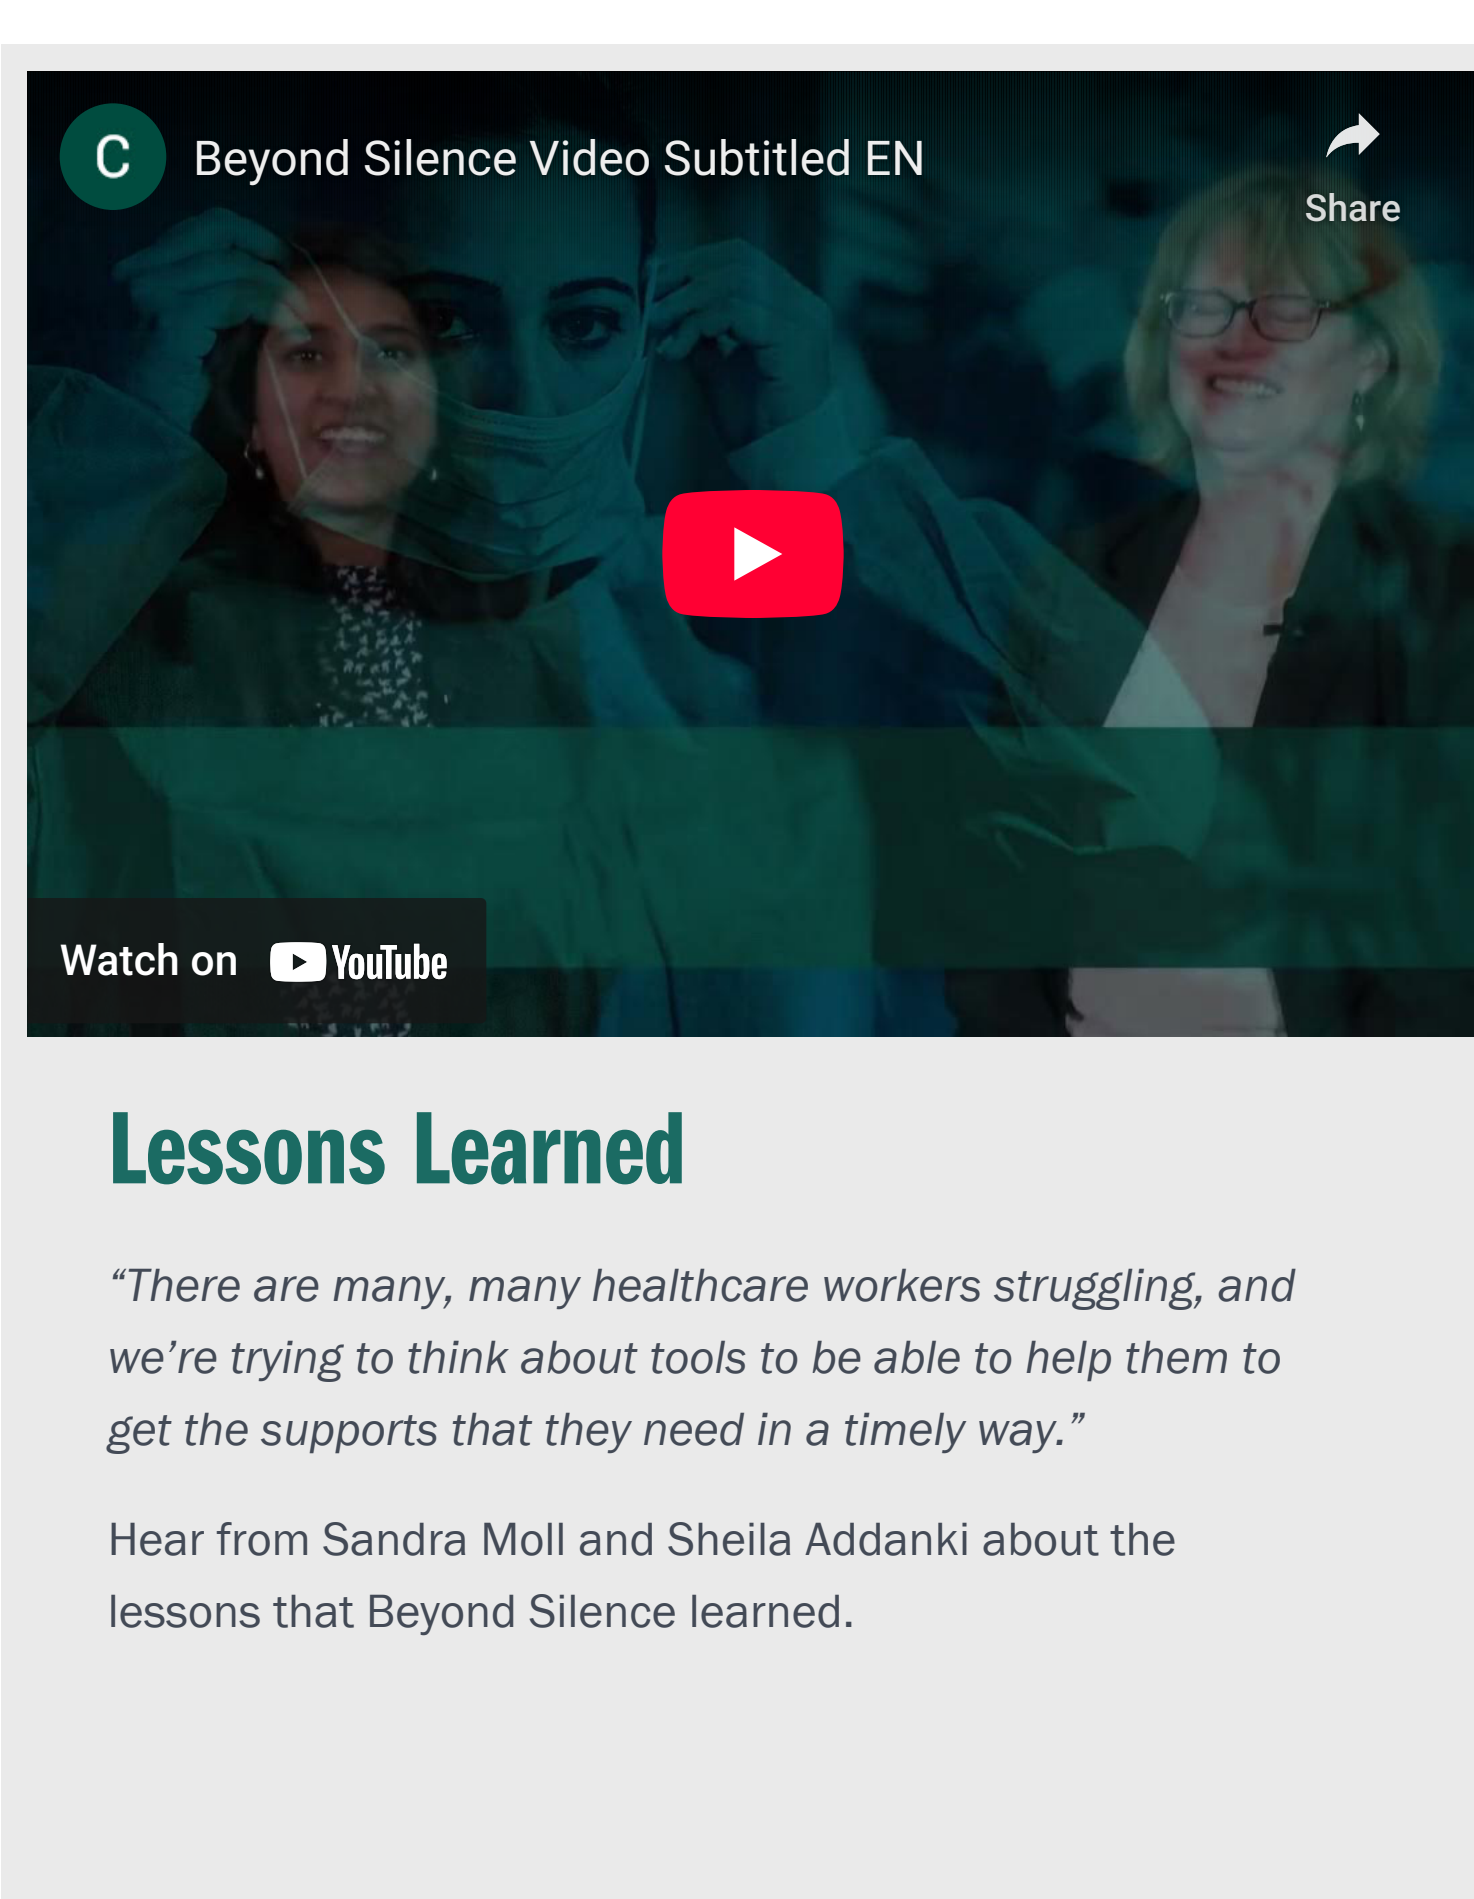 C
Beyond Silence Video Subtitled EN
Share
Watch on YouTube
Lessons Learned
“There are many, many healthcare workers struggling, and
we’re trying to think about tools to be able to help them to
get the supports that they need in a timely way.”
Hear from Sandra Moll and Sheila Addanki about the
lessons that Beyond Silence learned.